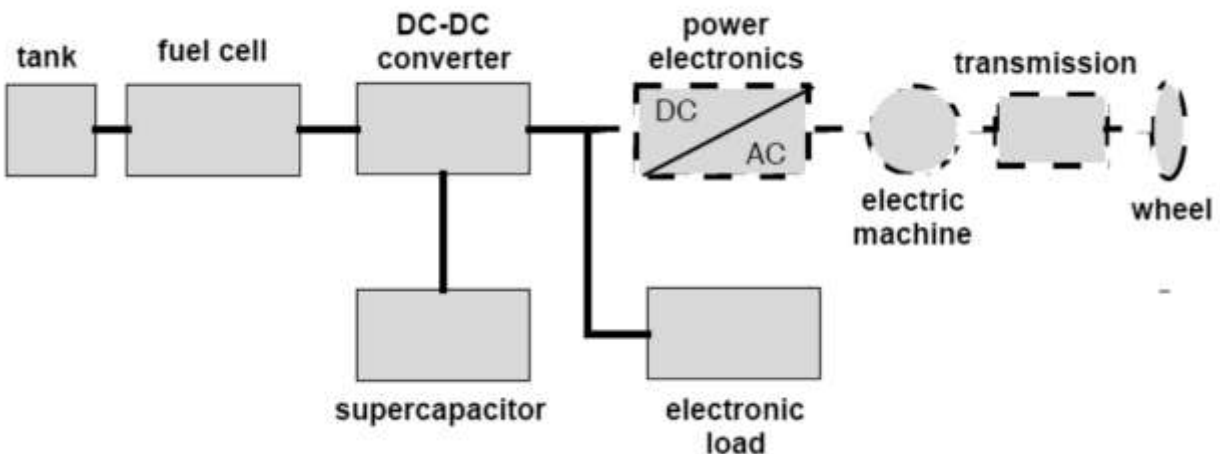 tank
fuel cell
DC-DC
converter
power
electronics
transmission
DC
AC
electric
machine
wheel
supercapacitor
electronic
load